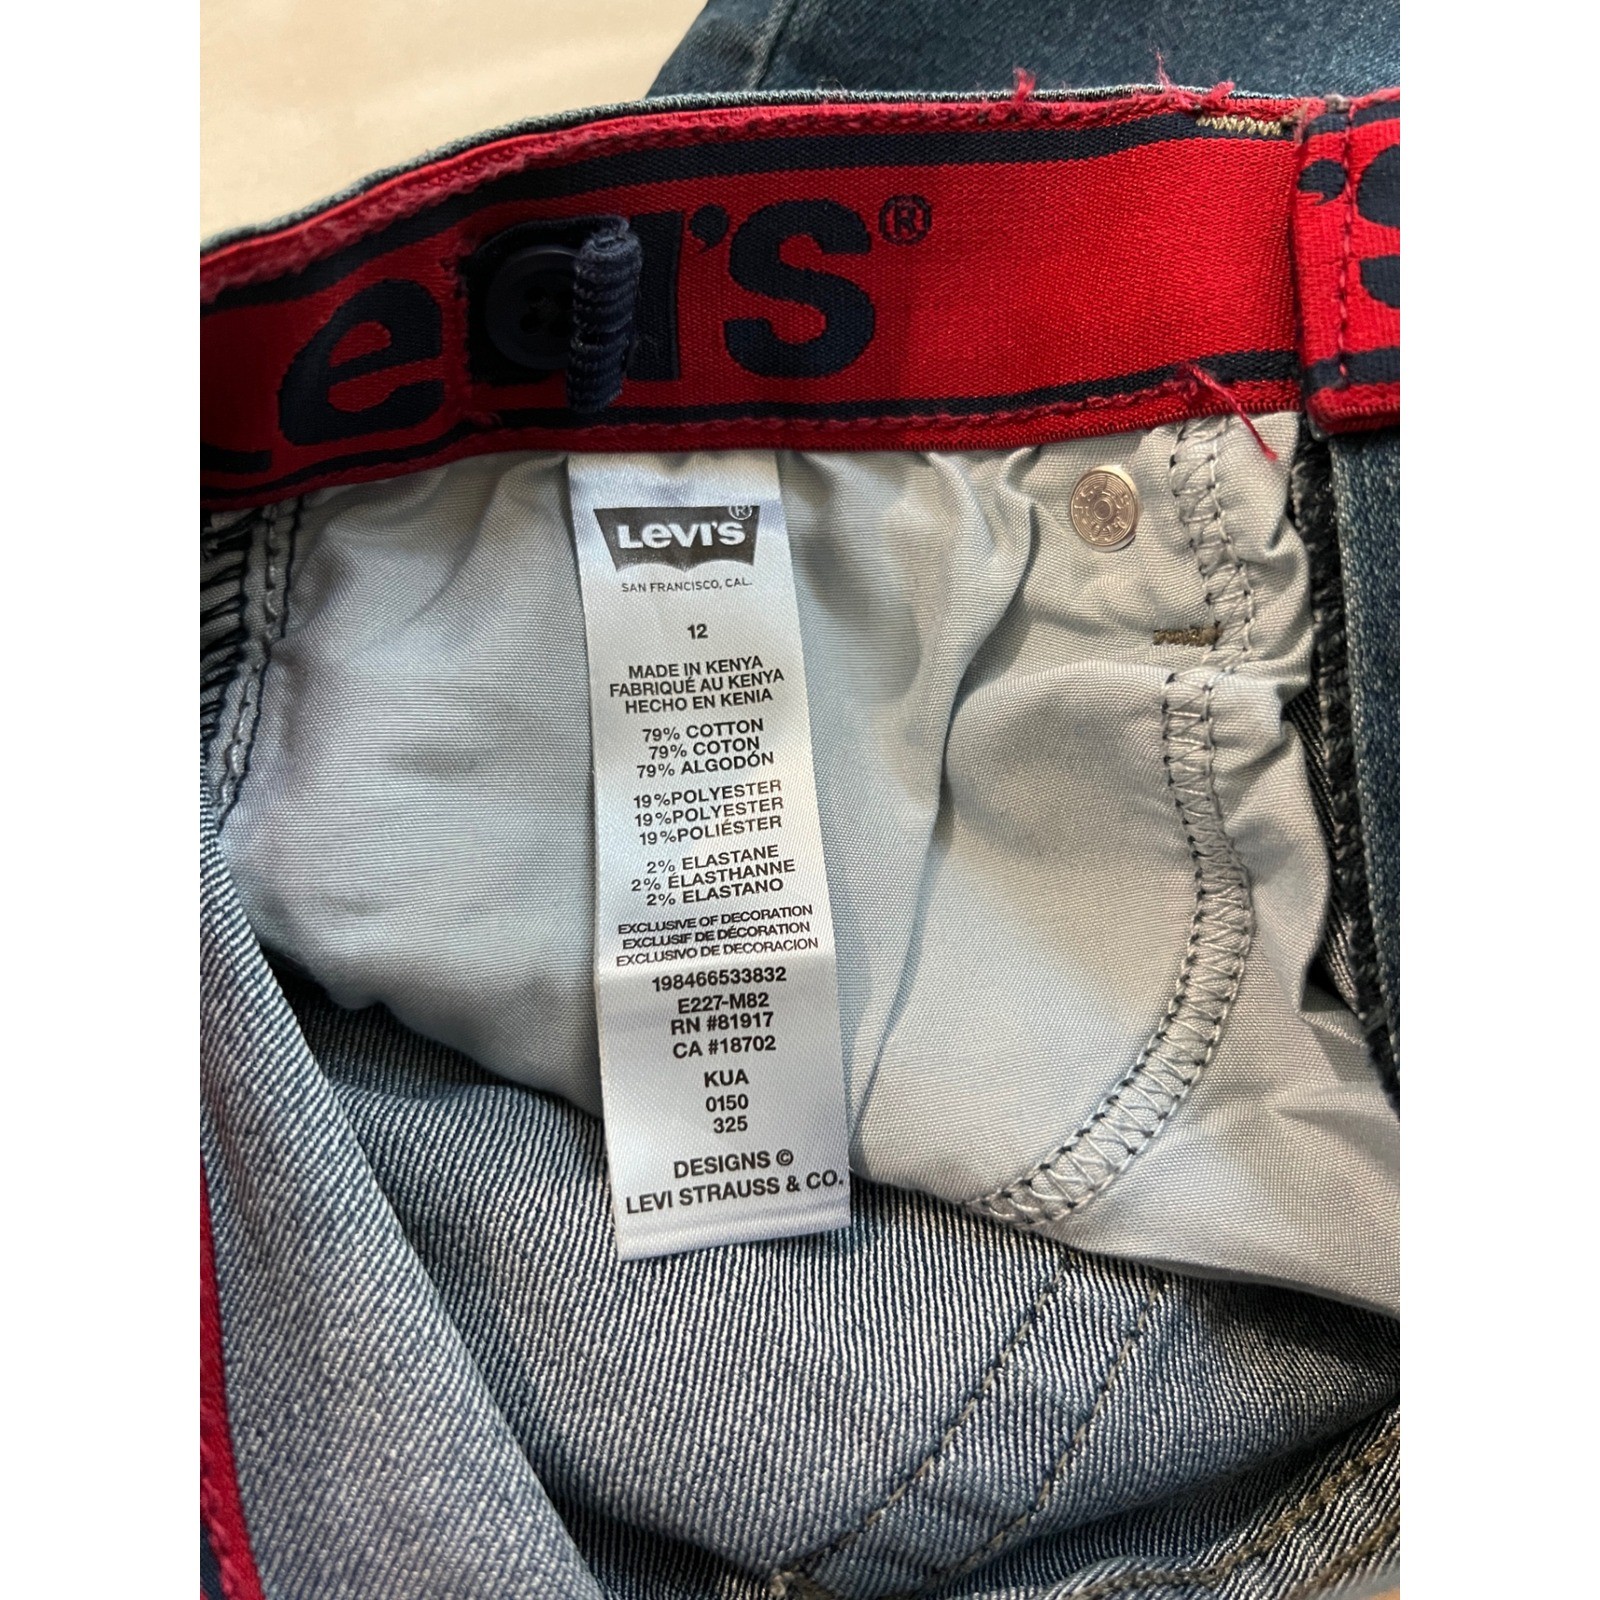 Levi's®
LEVI'S®
SAN FRANCISCO, CAL.
12
MADE IN KENYA
FABRIQUÉ AU KENYA
HECHO EN KENIA
79% COTTON
79% COTON
79% ALGODÓN
19%POLYESTER
19%POLYESTER
19%POLIÉSTER
2% ELASTANE
2% ÉLASTHANNE
2% ELASTANO
EXCLUSIVE OF DECORATION
EXCLUSIF DE DÉCORATION
EXCLUSIVO DE DECORACION
198466533832
E227-M82
RN #81917
CA #18702
KUA
0150
325
DESIGNS ©
LEVI STRAUSS & CO.